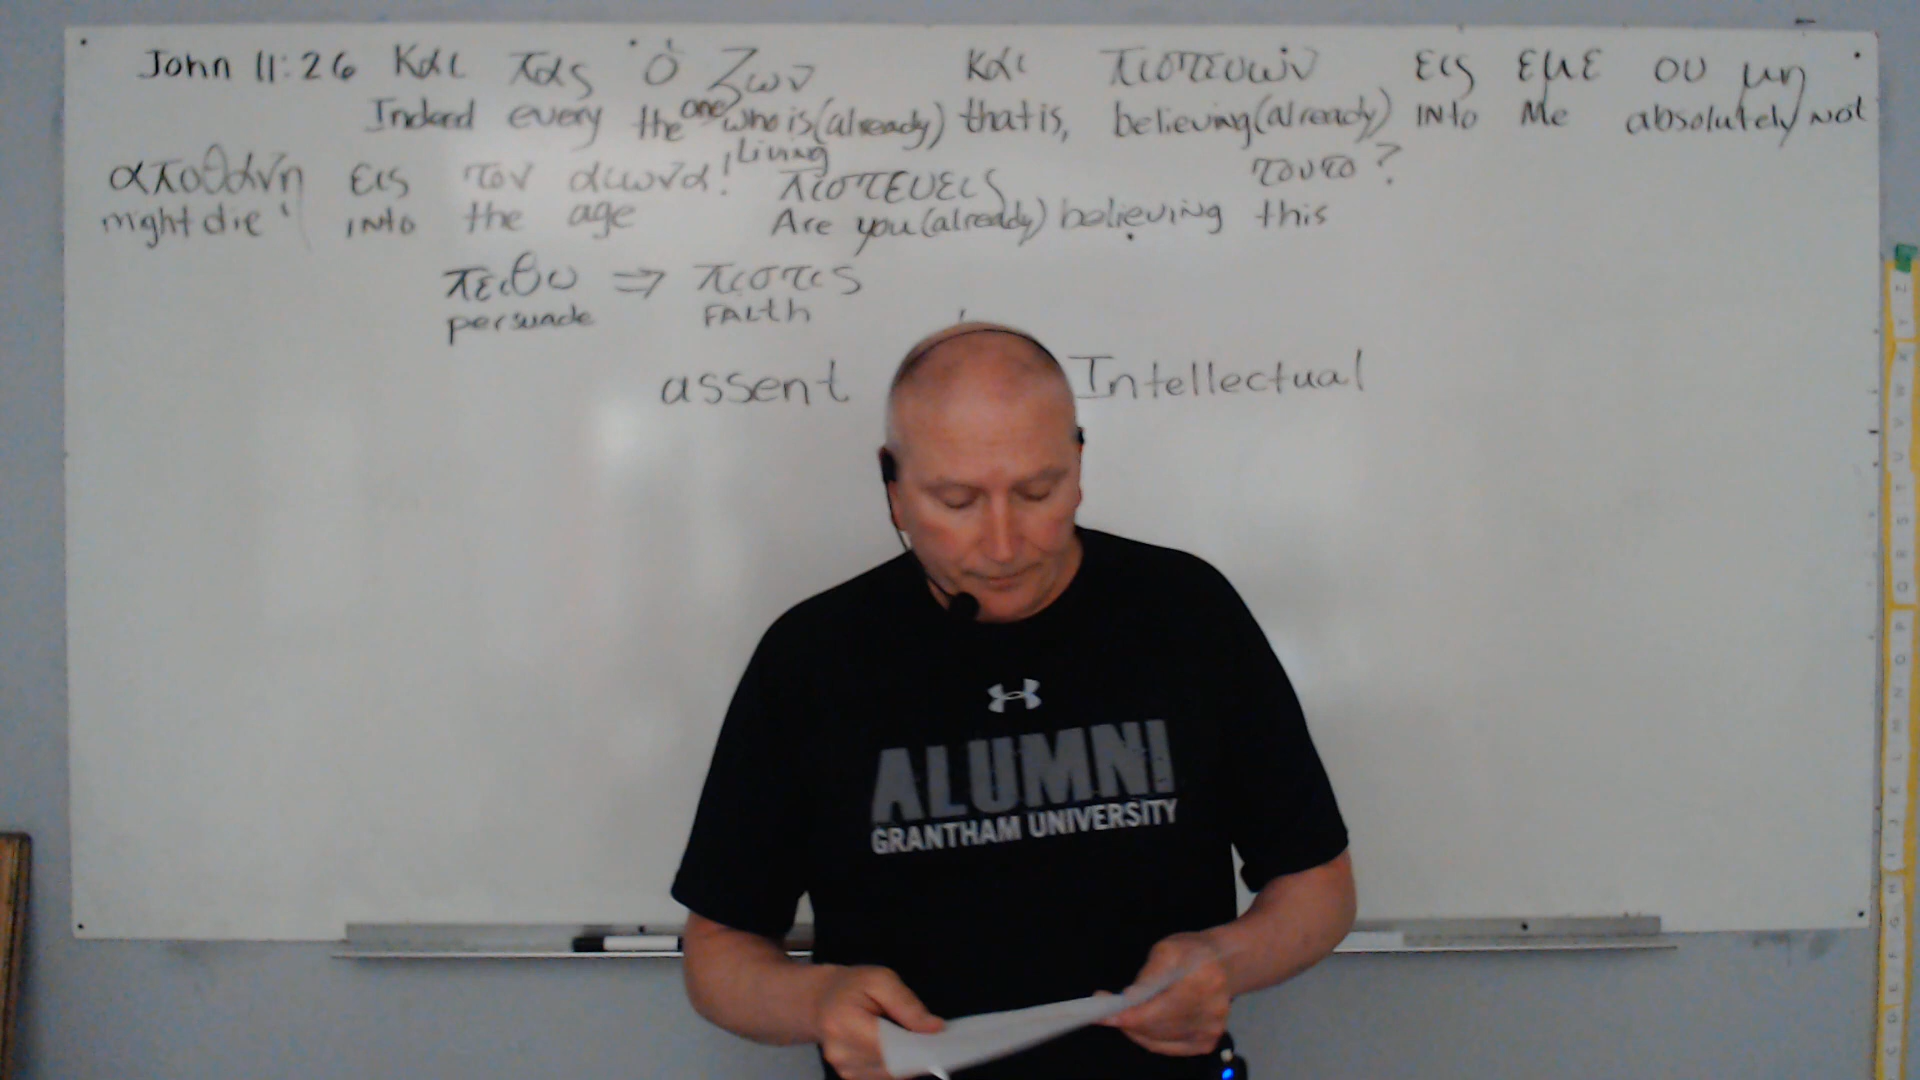 John 11:26 Και πας ὁ Ζων και πιστευων εις εμε ου μη
Indeed every the one who is (already) that is, believing (already) INto Me absolutely not
Living
αποθανη εις τον αιωνα! πιστευεις τουτο?
might die INto the age Are you (already) believing this
πειθω ⇒ πιστις
persuade FAith
assent Intellectual
ALUMNI
GRANTHAM UNIVERSITY